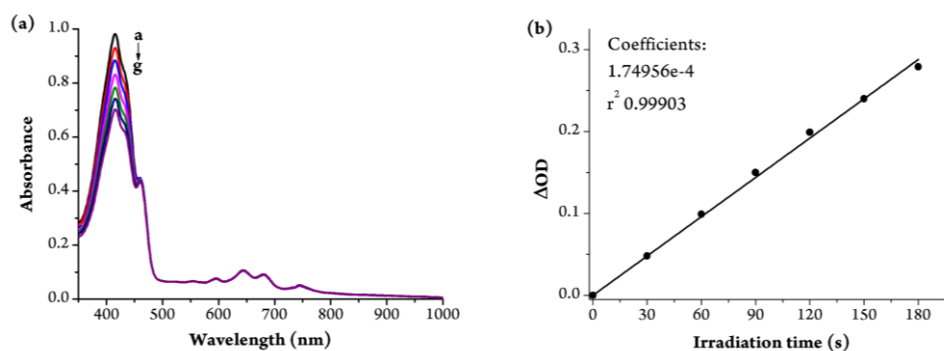 (a)
a
g
1.0
0.8
0.6
0.4
0.2
0.0
Absorbance
400 500 600 700 800 900 1000
Wavelength (nm)
(b)
Coefficients:
1.74956e-4
r² 0.99903
0.3
0.2
0.1
0.0
ΔOD
0 30 60 90 120 150 180
Irradiation time (s)